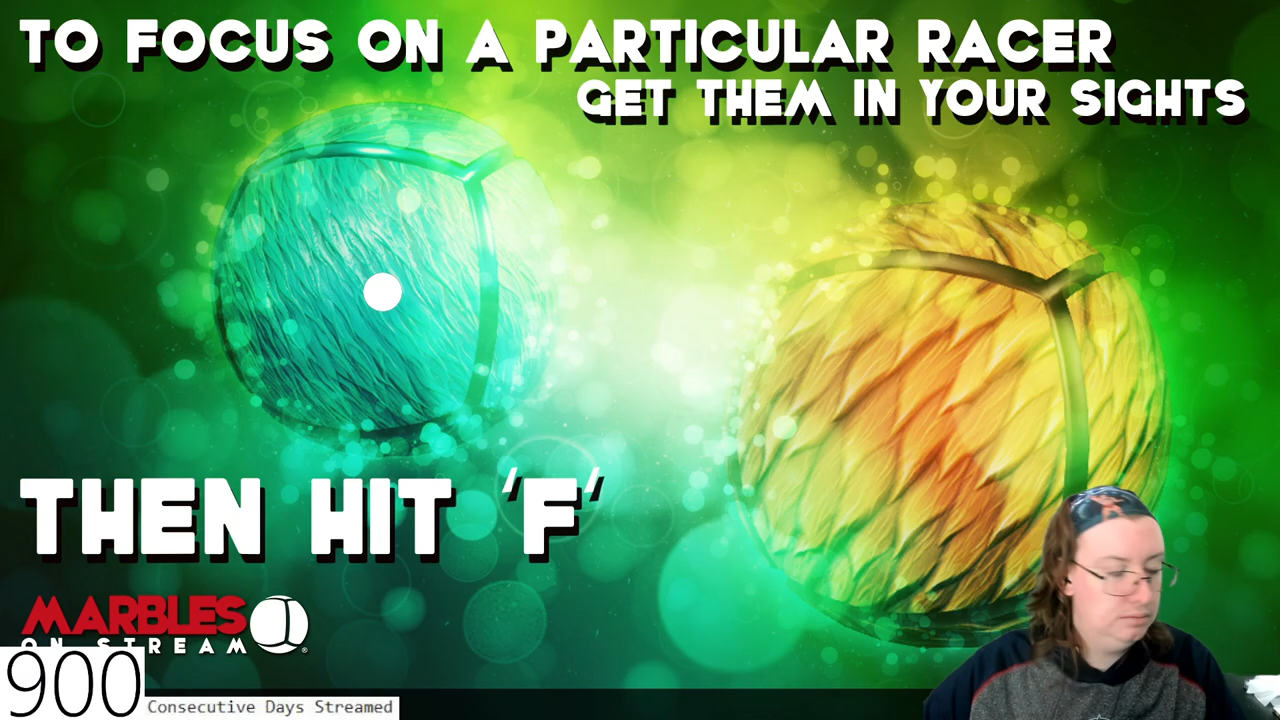 TO FOCUS ON A PARTICULAR RACER
GET THEM IN YOUR SIGHTS
THEN HIT 'F'
MARBLES
ON STREAM
900
Consecutive Days Streamed